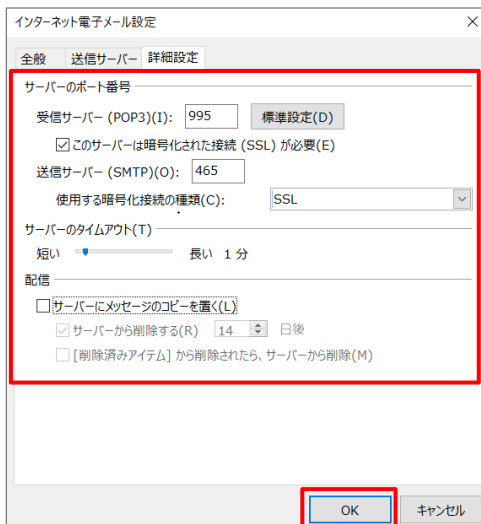 インターネット電子メール設定
全般 送信サーバー 詳細設定
サーバーのポート番号
受信サーバー (POP3)(I): 995 標準設定(D)
このサーバーは暗号化された接続 (SSL) が必要(E)
送信サーバー (SMTP)(O): 465
使用する暗号化接続の種類(C): SSL
サーバーのタイムアウト(T)
短い 長い 1 分
配信
サーバーにメッセージのコピーを置く(L)
サーバーから削除する(R) 14 日後
[削除済みアイテム] から削除されたら、サーバーから削除(M)
OK キャンセル